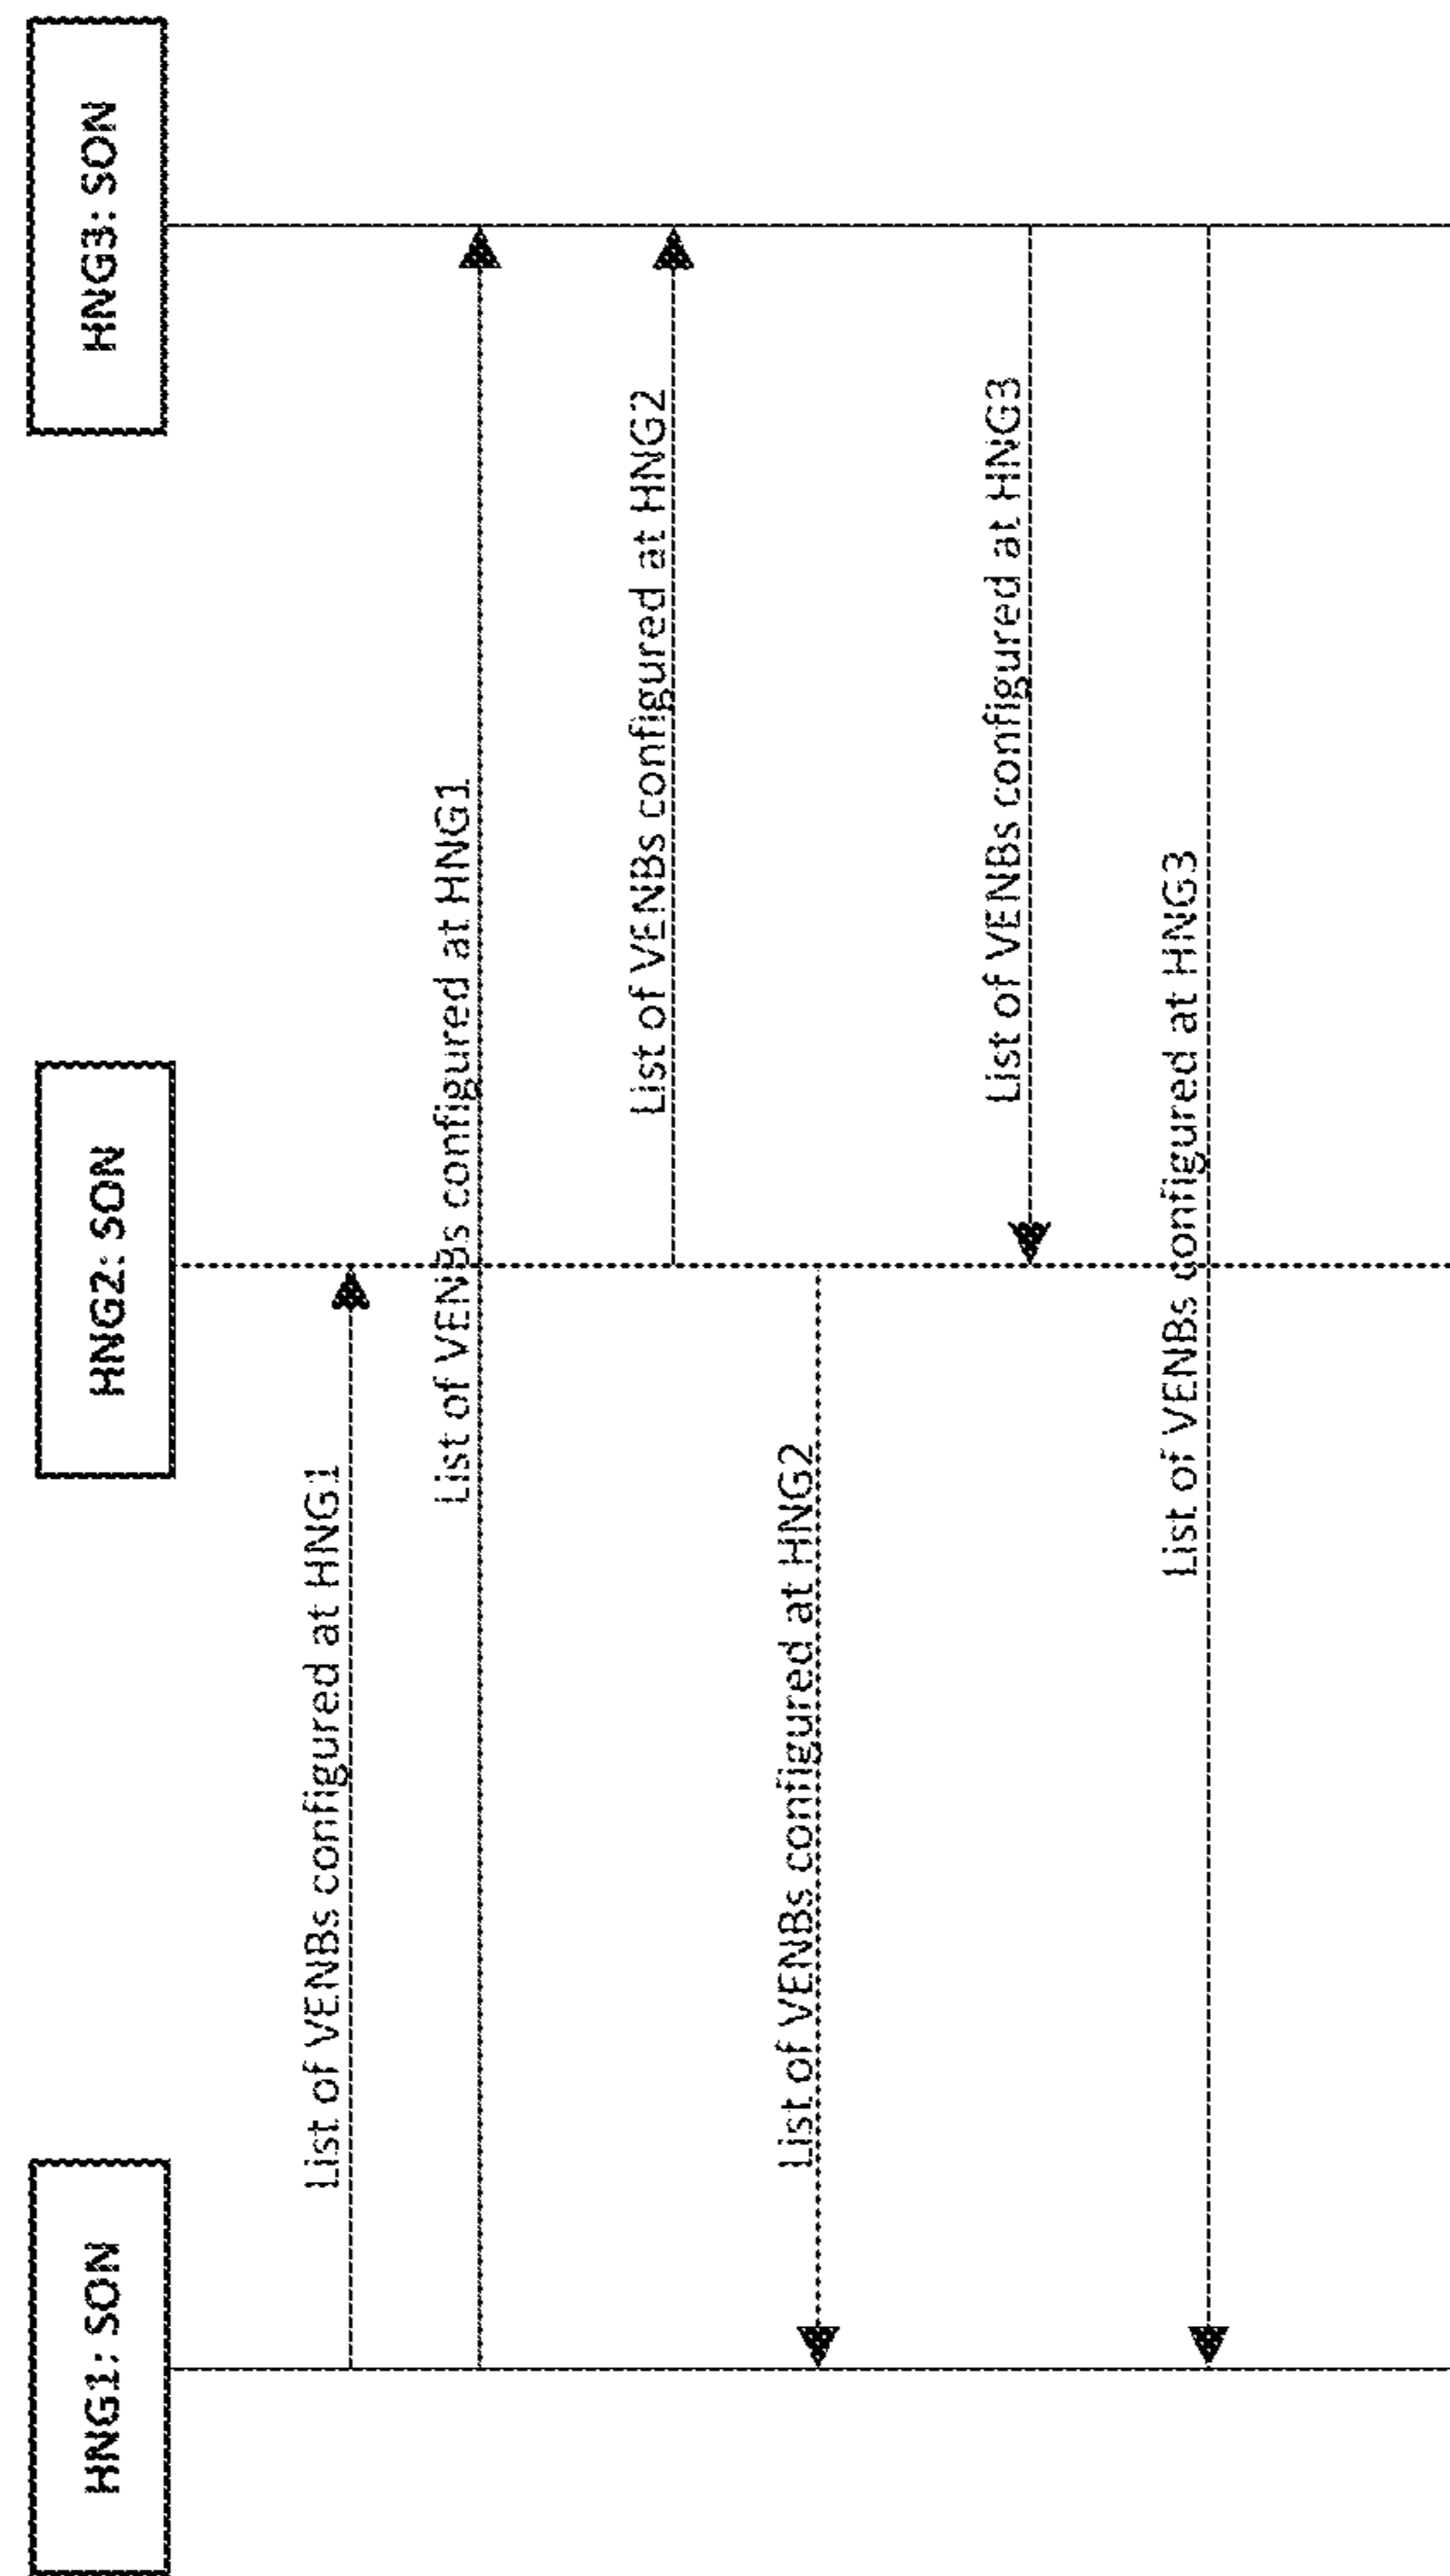 HNG1: SON
HNG2: SON
HNG3: SON
List of VENBs configured at HNG1
List of VENBs configured at HNG1
List of VENBs configured at HNG2
List of VENBs configured at HNG2
List of VENBs configured at HNG3
List of VENBs configured at HNG3